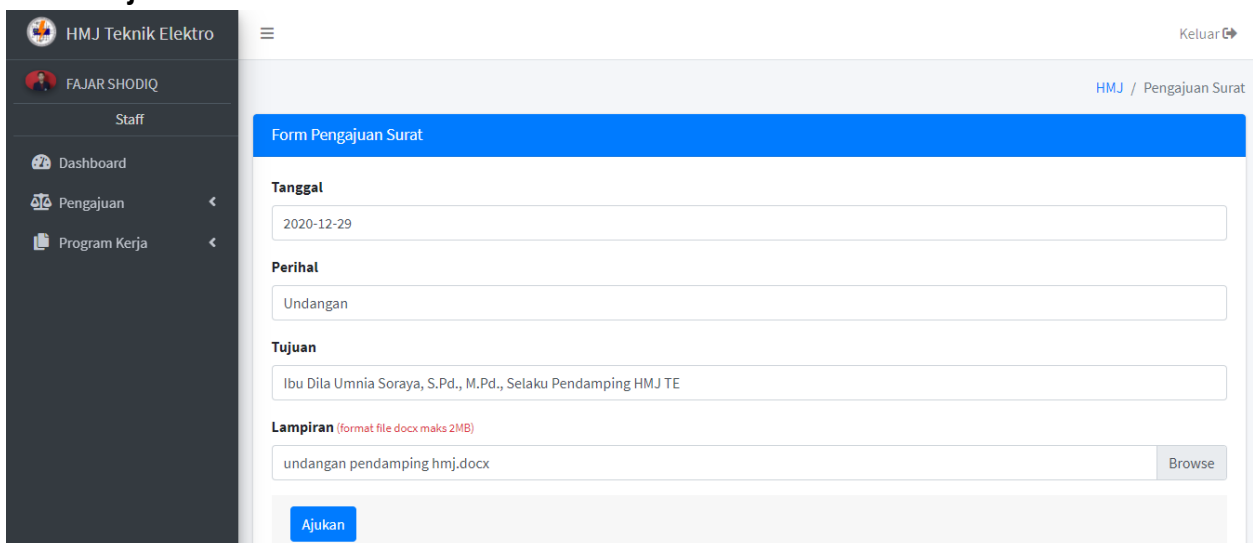 HMJ Teknik Elektro
Keluar
FAJAR SHODIQ
HMJ / Pengajuan Surat
Staff
Form Pengajuan Surat
Dashboard
Pengajuan
Program Kerja
Tanggal
2020-12-29
Perihal
Undangan
Tujuan
Ibu Dila Umnia Soraya, S.Pd., M.Pd., Selaku Pendamping HMJ TE
Lampiran (format file docx maks 2MB)
undangan pendamping hmj.docx
Browse
Ajukan